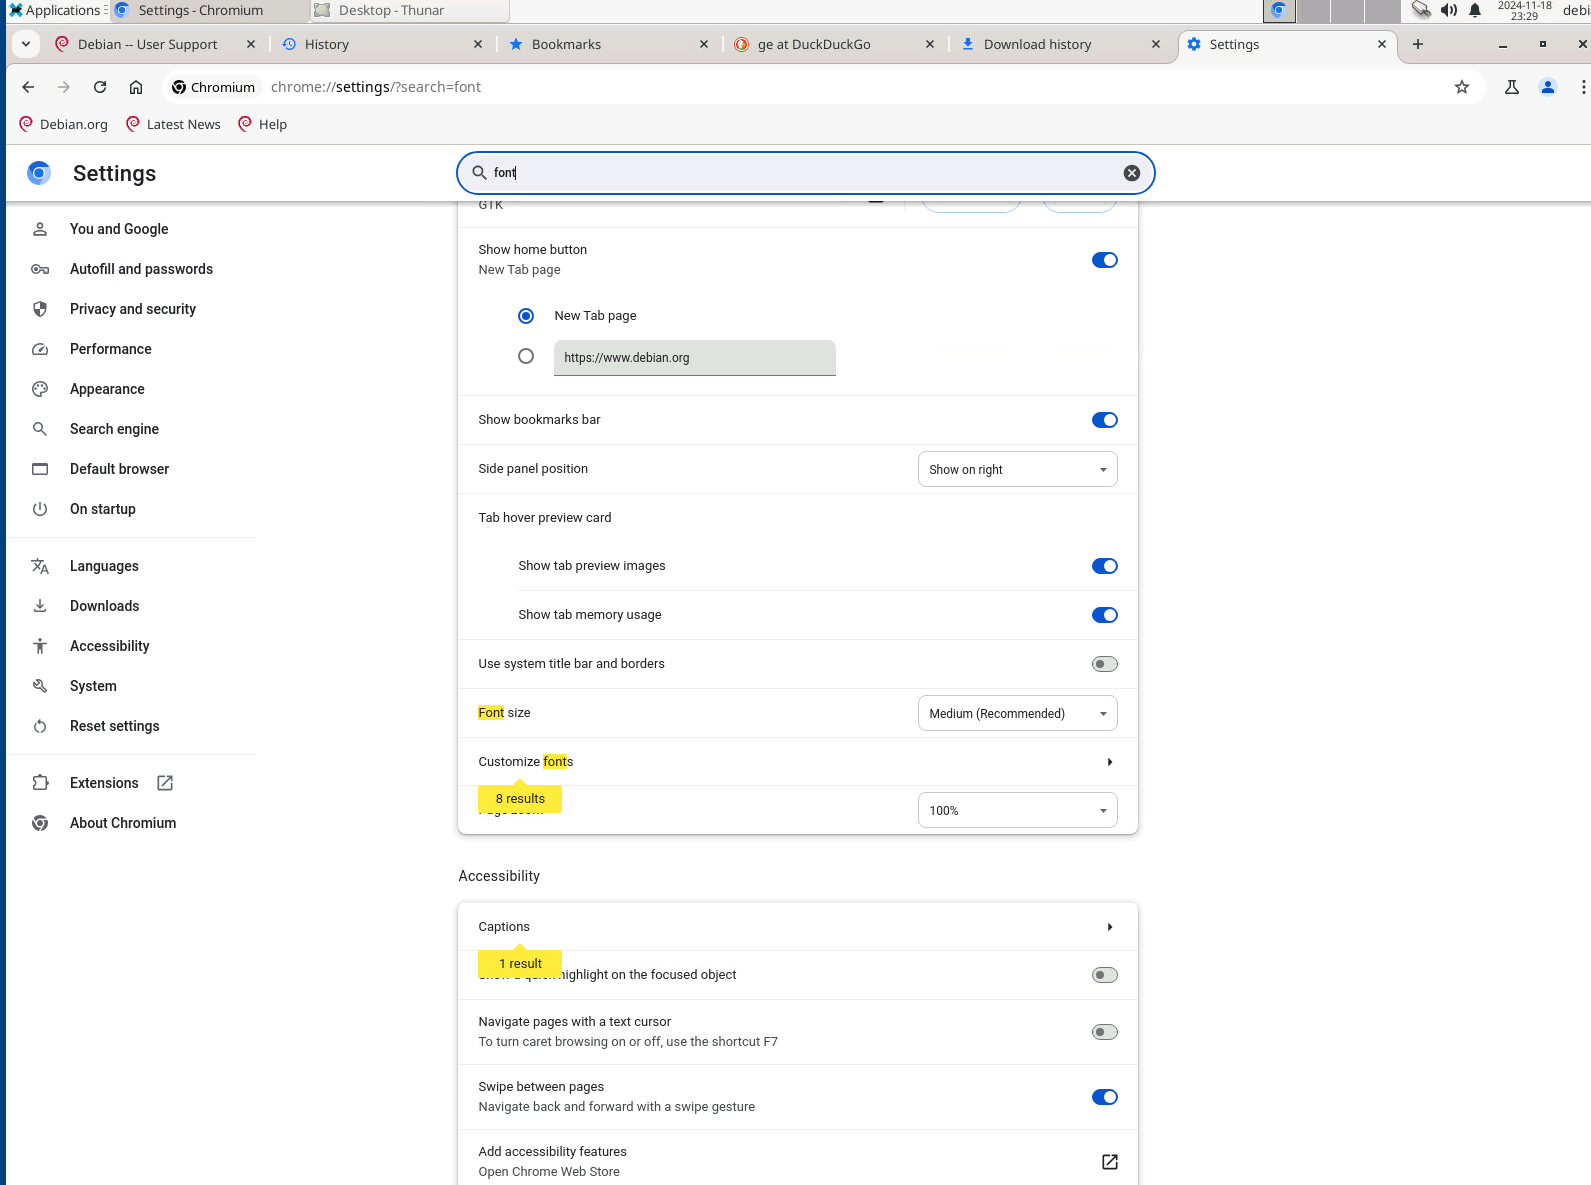 Applications
Settings - Chromium
Desktop - Thunar
2024-11-18
23:29
debi
Debian -- User Support
History
Bookmarks
ge at DuckDuckGo
Download history
Settings
Chromium
chrome://settings/?search=font
Debian.org
Latest News
Help
Settings
font
You and Google
Autofill and passwords
Privacy and security
Performance
Appearance
Search engine
Default browser
On startup
Languages
Downloads
Accessibility
System
Reset settings
Extensions
About Chromium
GTK
Show home button
New Tab page
New Tab page
https://www.debian.org
Show bookmarks bar
Side panel position
Show on right
Tab hover preview card
Show tab preview images
Show tab memory usage
Use system title bar and borders
Font size
Medium (Recommended)
Customize fonts
8 results
100%
Accessibility
Captions
1 result
highlight on the focused object
Navigate pages with a text cursor
To turn caret browsing on or off, use the shortcut F7
Swipe between pages
Navigate back and forward with a swipe gesture
Add accessibility features
Open Chrome Web Store